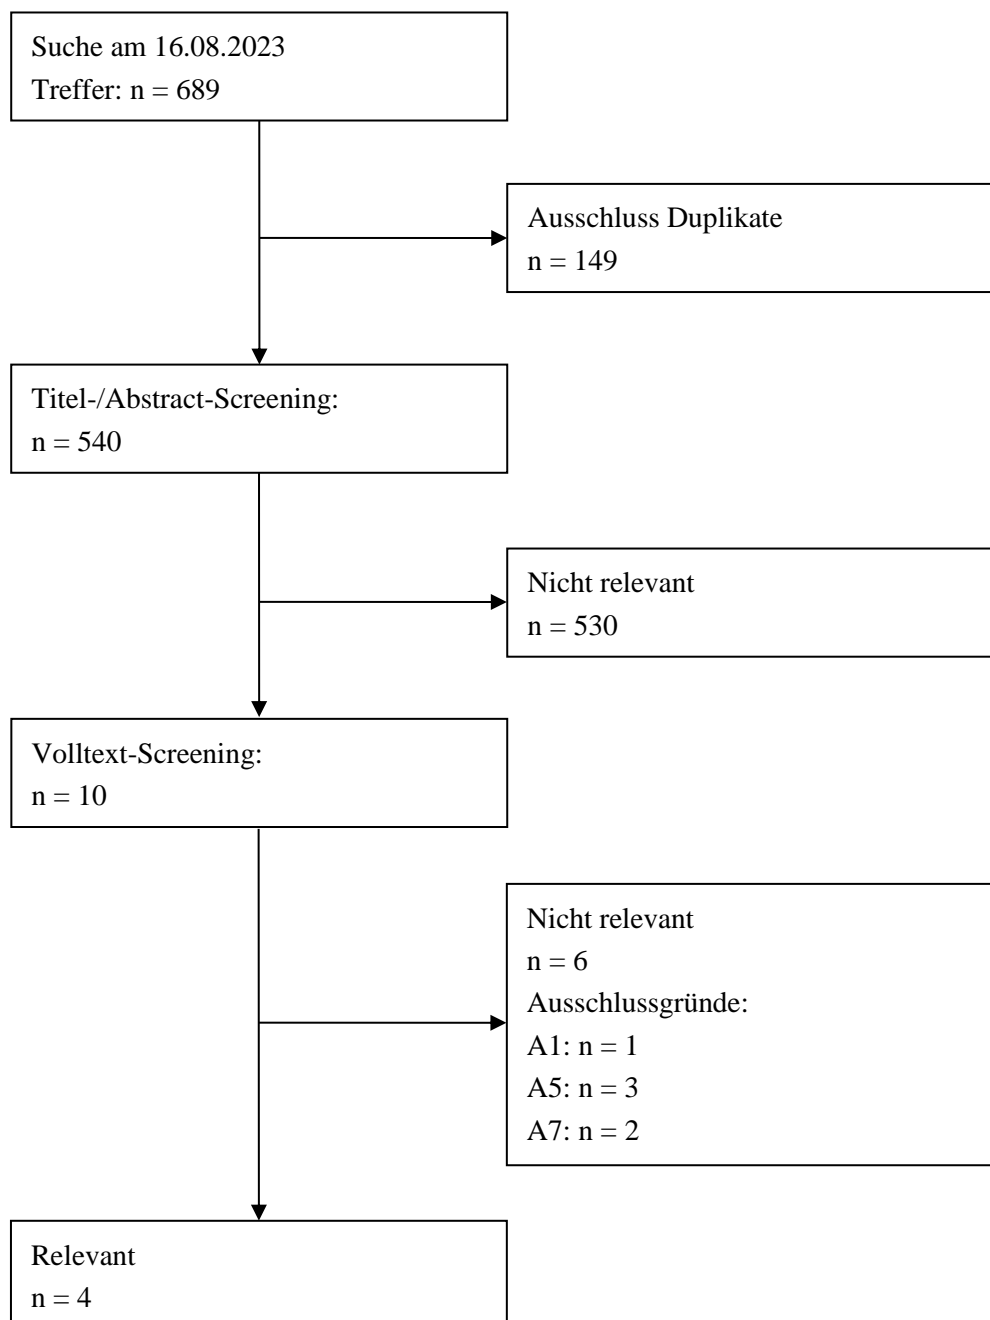 Suche am 16.08.2023
Treffer: n = 689
Ausschluss Duplikate
n = 149
Titel-/Abstract-Screening:
n = 540
Nicht relevant
n = 530
Volltext-Screening:
n = 10
Nicht relevant
n = 6
Ausschlussgründe:
A1: n = 1
A5: n = 3
A7: n = 2
Relevant
n = 4